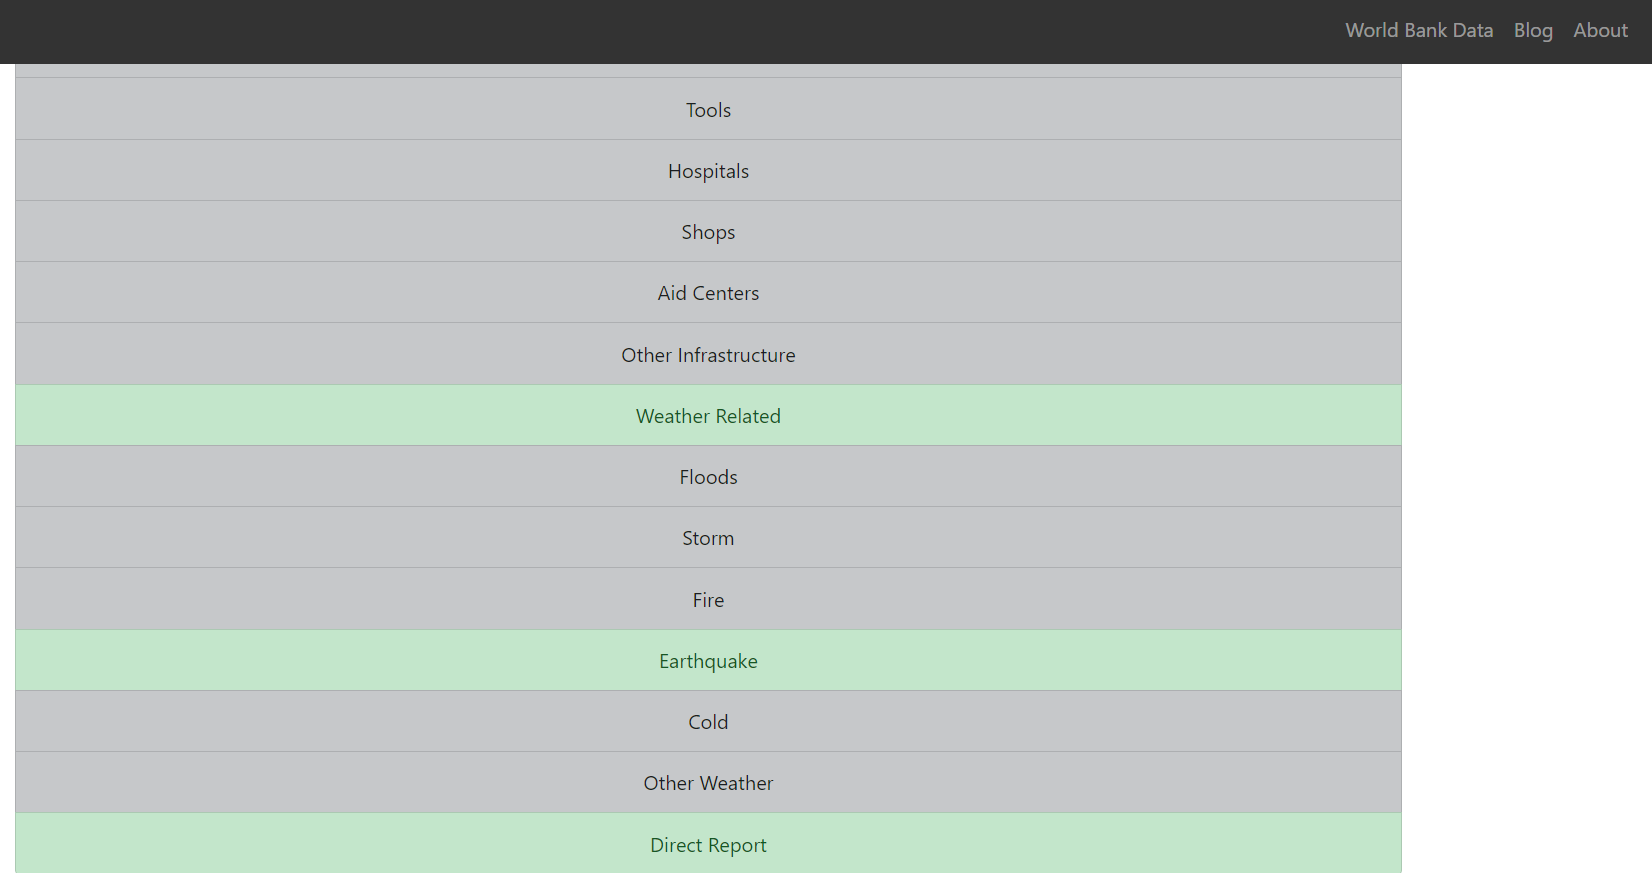 World Bank Data Blog About
Tools
Hospitals
Shops
Aid Centers
Other Infrastructure
Weather Related
Floods
Storm
Fire
Earthquake
Cold
Other Weather
Direct Report